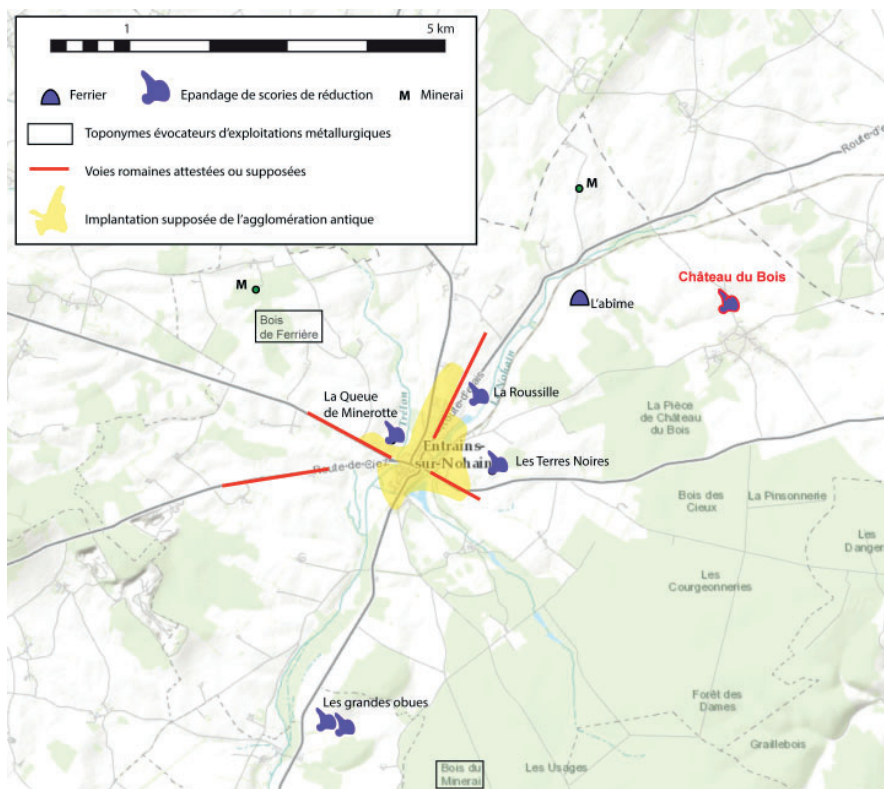 1
5 km
Ferrier
Epandage de scories de réduction
M Minerai
Toponymes évocateurs d'exploitations métallurgiques
Voies romaines attestées ou supposées
Implantation supposée de l'agglomération antique
M
M
Château du Bois
L'abîme
Bois
de Ferrière
La Queue
de Minerotte
Trélon
Le Nohain
La Roussille
La Pièce
de Château
du Bois
Entrains-
sur-Nohain
Les Terres Noires
Bois des
Cieux
La Pinsonnerie
Les
Danger
Les
Courgeonneries
Les grandes obues
Forêt des
Dames
Graillebois
Bois du
Minerai
Les Usages